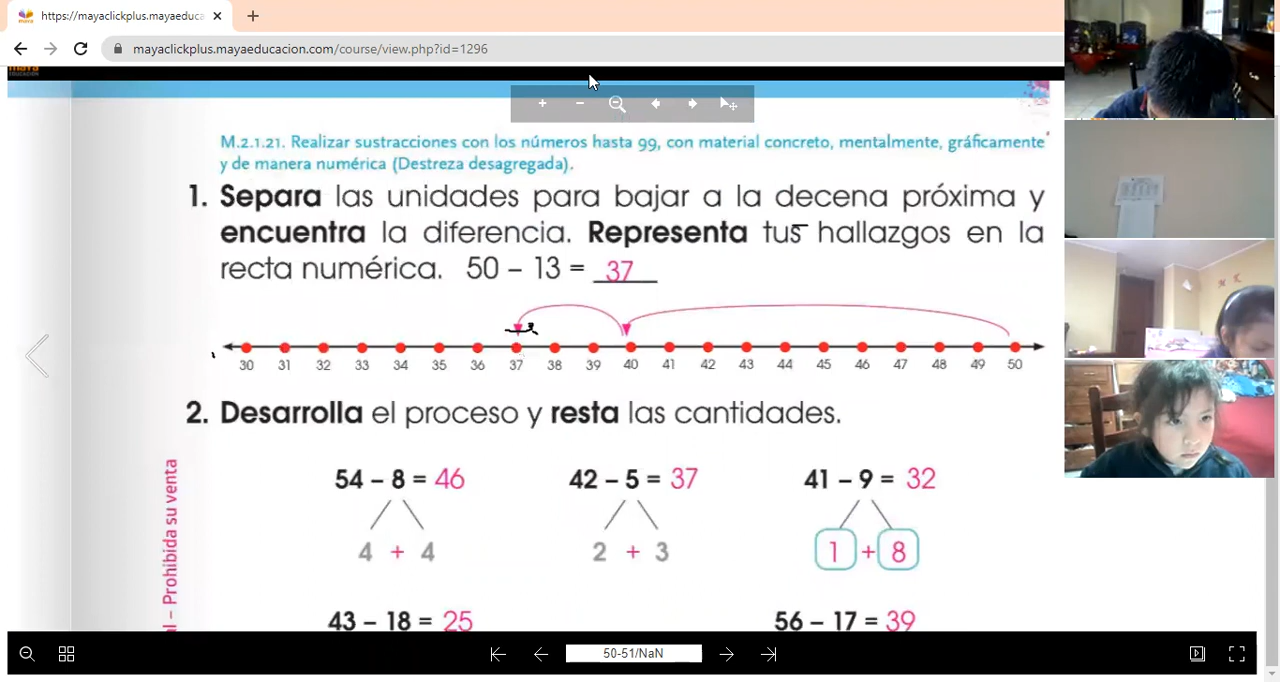 https://mayaclickplus.mayaeduca
mayaclickplus.mayaeducacion.com/course/view.php?id=1296
maya
EDUCACIÓN
M.2.1.21. Realizar sustracciones con los números hasta 99, con material concreto, mentalmente, gráficamente
y de manera numérica (Destreza desagregada).
1. Separa las unidades para bajar a la decena próxima y
encuentra la diferencia. Representa tus hallazgos en la
recta numérica. 50 – 13 = 37
30 31 32 33 34 35 36 37 38 39 40 41 42 43 44 45 46 47 48 49 50
2. Desarrolla el proceso y resta las cantidades.
54 – 8 = 46 42 – 5 = 37 41 – 9 = 32
4 + 4 2 + 3 1 + 8
43 – 18 = 25 56 – 17 = 39
l – Prohibida su venta
50-51/NaN